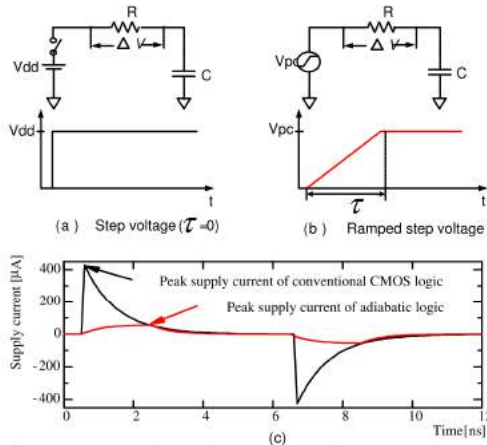 R
Δ V
Vdd
C
Vdd
t
(a) Step voltage (τ=0)
R
Δ V
Vpc
C
Vpc
τ
t
(b) Ramped step voltage
Supply current [μA]
400
200
0
-200
-400
Peak supply current of conventional CMOS logic
Peak supply current of adiabatic logic
0 2 4 6 8 10 12
Time[ns]
(c)